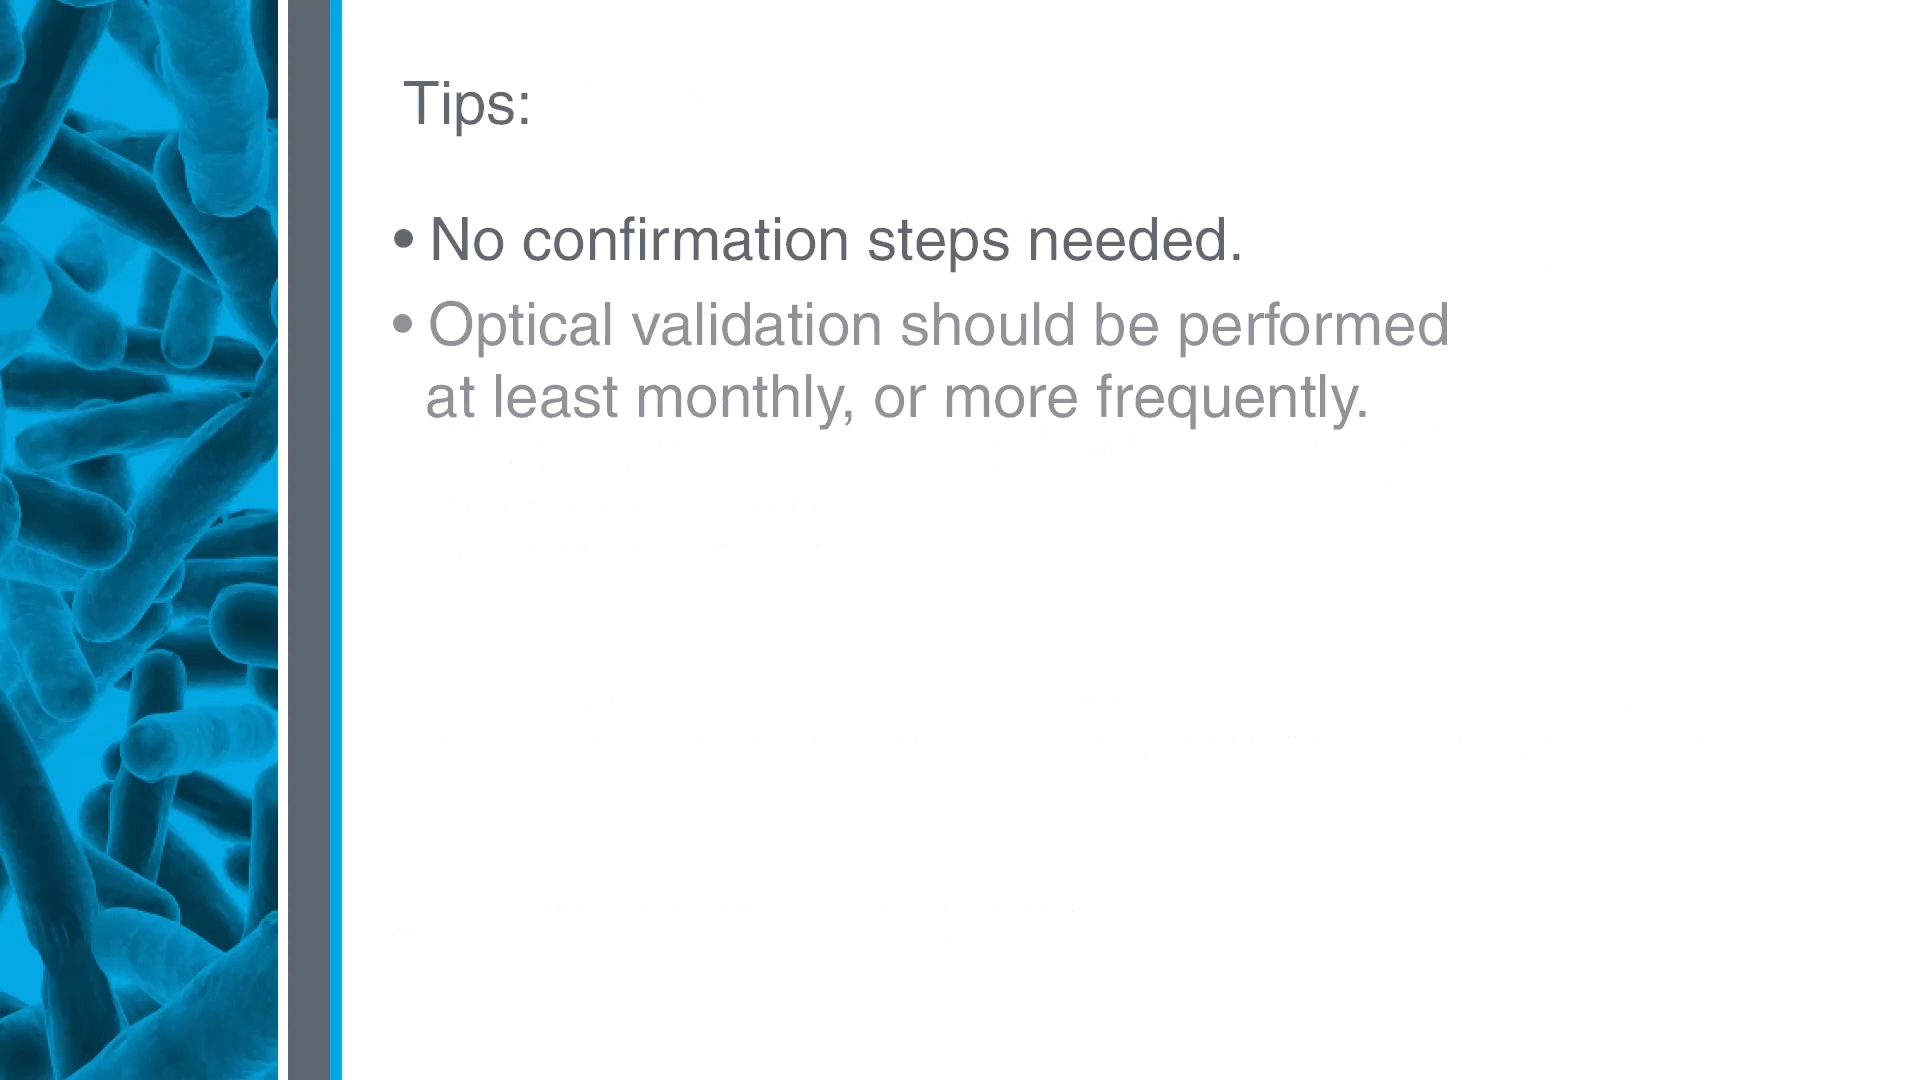 Tips:
• No confirmation steps needed.
• Optical validation should be performed
at least monthly, or more frequently.